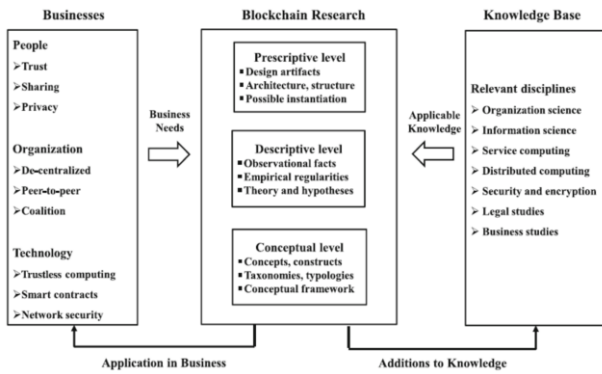 Businesses
People
➢Trust
➢Sharing
➢Privacy
Organization
➢De-centralized
➢Peer-to-peer
➢Coalition
Technology
➢Trustless computing
➢Smart contracts
➢Network security
Business
Needs
Blockchain Research
Prescriptive level
▪Design artifacts
▪Architecture, structure
▪Possible instantiation
Descriptive level
▪Observational facts
▪Empirical regularities
▪Theory and hypotheses
Conceptual level
▪Concepts, constructs
▪Taxonomies, typologies
▪Conceptual framework
Applicable
Knowledge
Knowledge Base
Relevant disciplines
➢ Organization science
➢ Information science
➢ Service computing
➢ Distributed computing
➢ Security and encryption
➢ Legal studies
➢ Business studies
Application in Business
Additions to Knowledge